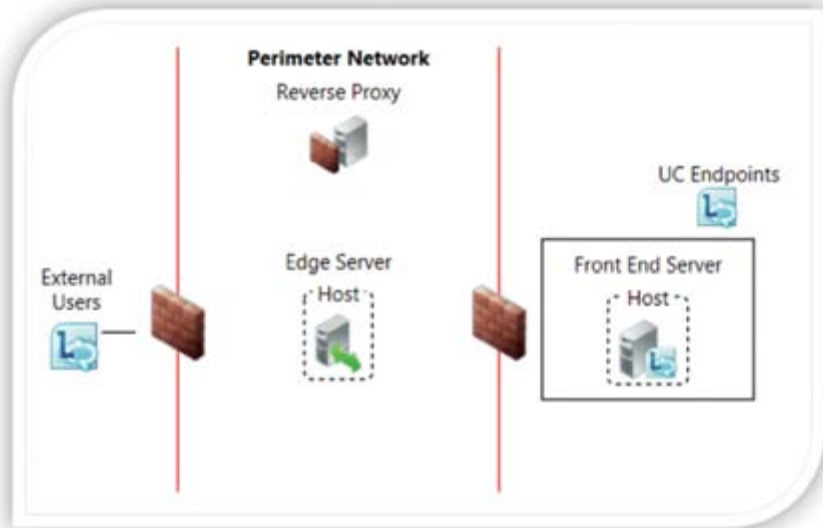 Perimeter Network
Reverse Proxy
UC Endpoints
Edge Server
Host
Front End Server
Host
External
Users